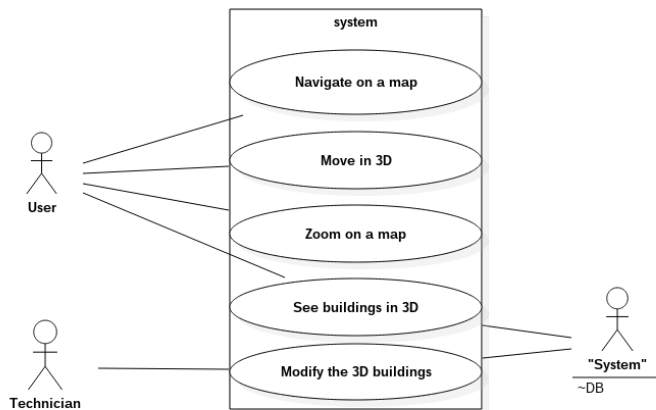 system
Navigate on a map
Move in 3D
User
Zoom on a map
See buildings in 3D
"System"
~DB
Modify the 3D buildings
Technician